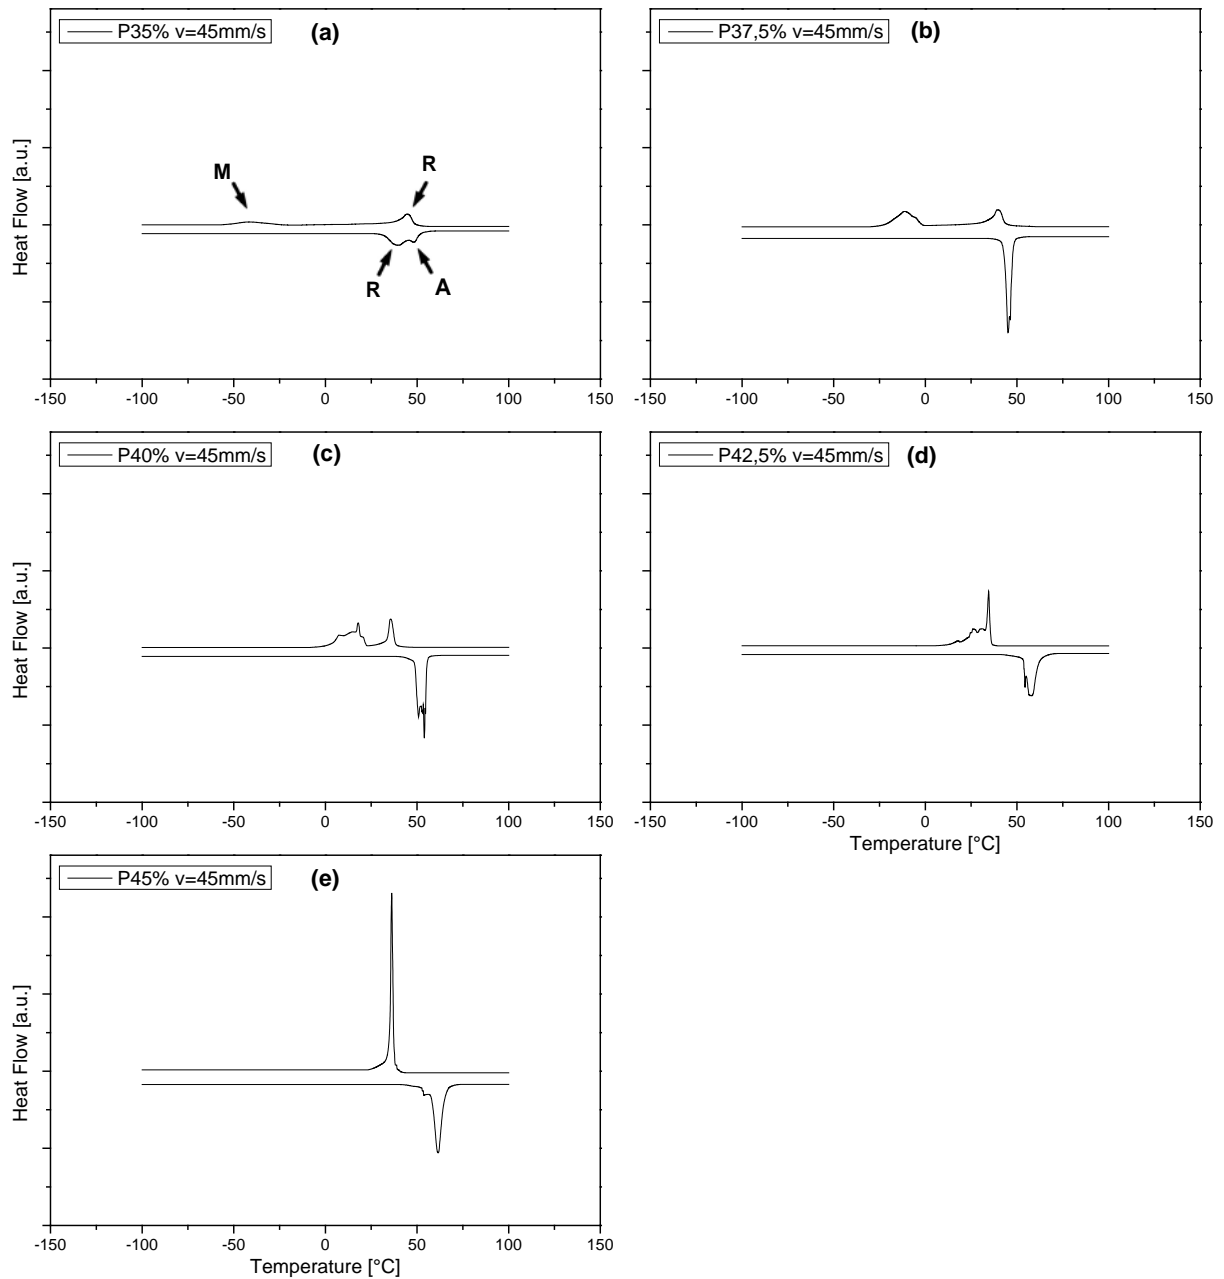 P35% v=45mm/s
(a)
M
R
R
A
Heat Flow [a.u.]
-150 -100 -50 0 50 100 150
P37,5% v=45mm/s
(b)
-150 -100 -50 0 50 100 150
P40% v=45mm/s
(c)
Heat Flow [a.u.]
-150 -100 -50 0 50 100 150
P42,5% v=45mm/s
(d)
-150 -100 -50 0 50 100 150
Temperature [°C]
P45% v=45mm/s
(e)
Heat Flow [a.u.]
-150 -100 -50 0 50 100 150
Temperature [°C]